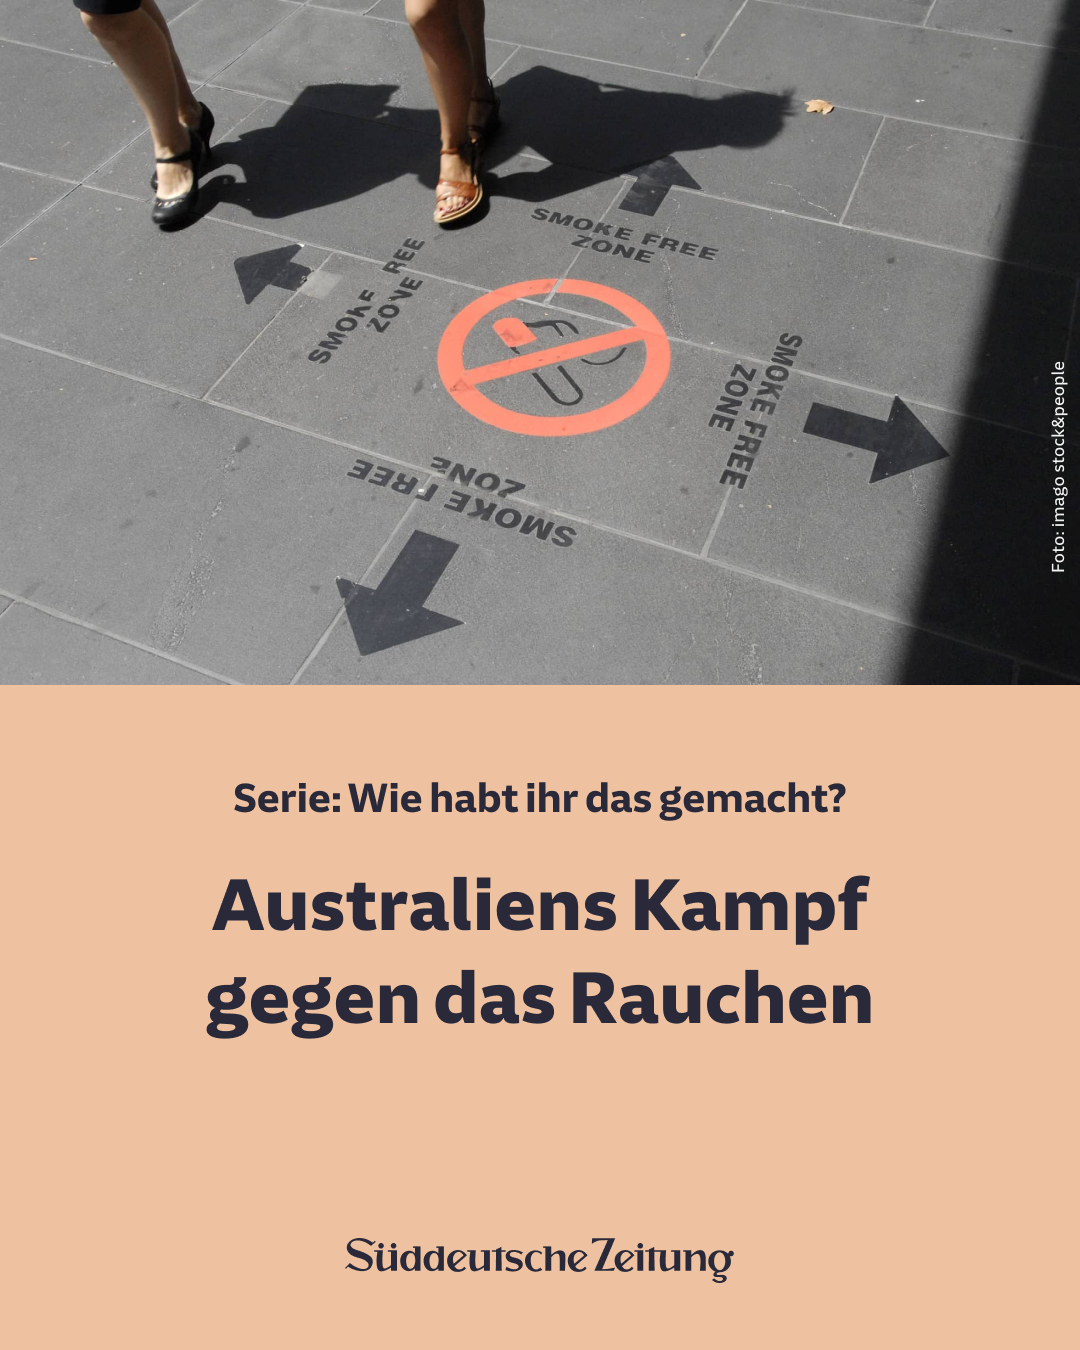 SMOKE FREE
ZONE
SMOKE REE
ZONE
SMOKE FREE
ZONE
SMOKE FREE
ZONE
Foto: imago stock&people
Serie: Wie habt ihr das gemacht?
Australiens Kampf
gegen das Rauchen
Süddeutsche Zeitung